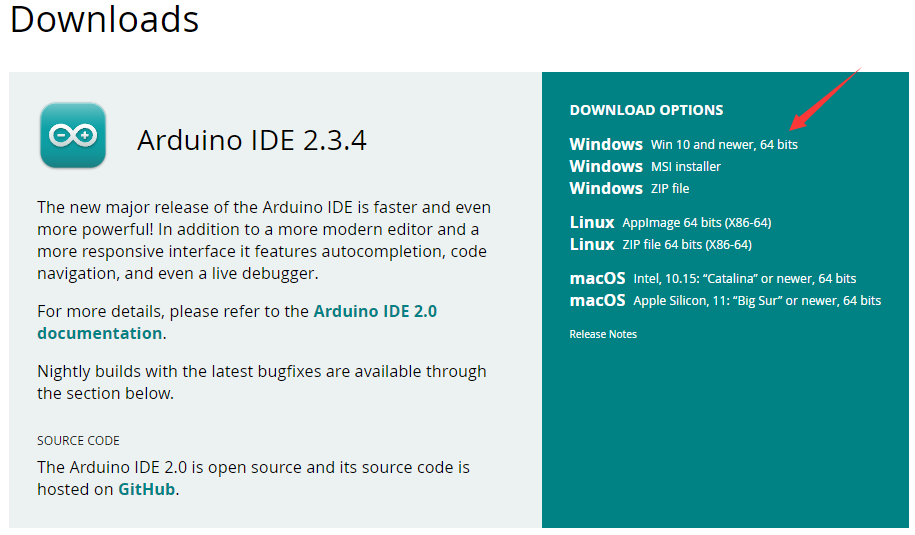 Downloads
Arduino IDE 2.3.4
The new major release of the Arduino IDE is faster and even
more powerful! In addition to a more modern editor and a
more responsive interface it features autocompletion, code
navigation, and even a live debugger.
For more details, please refer to the Arduino IDE 2.0
documentation.
Nightly builds with the latest bugfixes are available through
the section below.
SOURCE CODE
The Arduino IDE 2.0 is open source and its source code is
hosted on GitHub.
DOWNLOAD OPTIONS
Windows Win 10 and newer, 64 bits
Windows MSI installer
Windows ZIP file
Linux AppImage 64 bits (X86-64)
Linux ZIP file 64 bits (X86-64)
macOS Intel, 10.15: “Catalina” or newer, 64 bits
macOS Apple Silicon, 11: “Big Sur” or newer, 64 bits
Release Notes